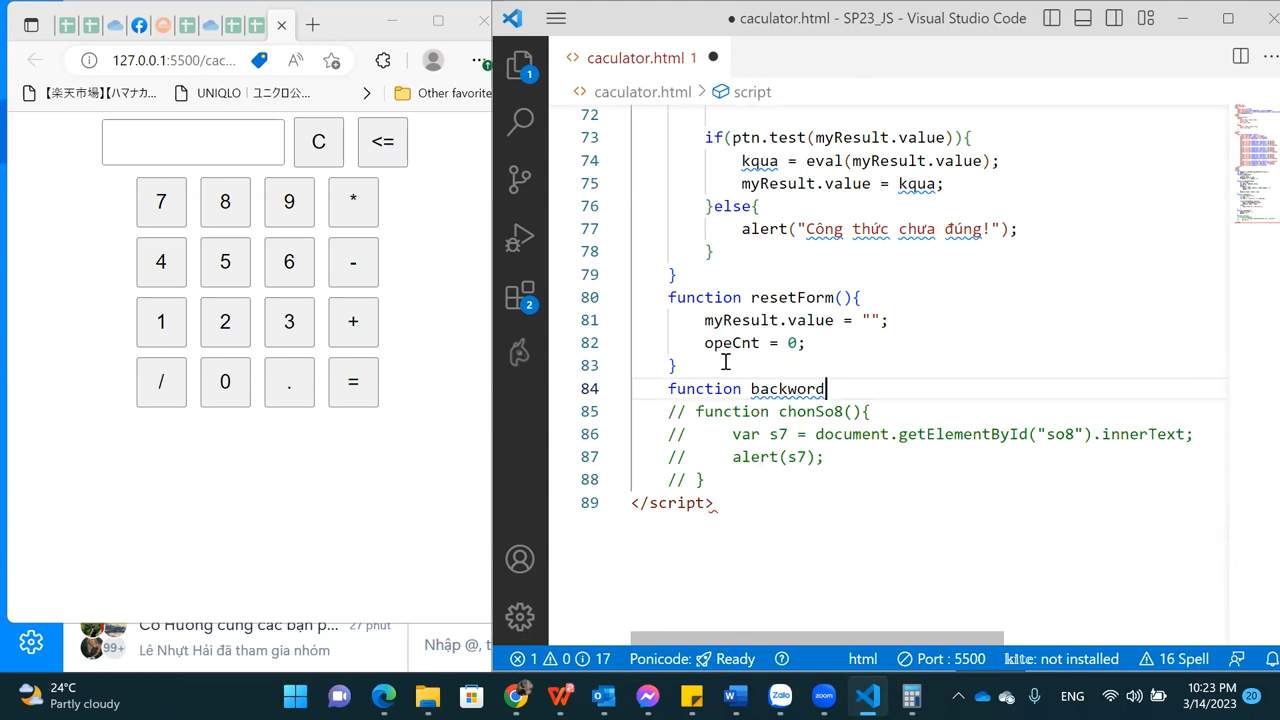 127.0.0.1:5500/cac...
【楽天市場】【ハマナカ...
UNIQLO | ユニクロ公...
Other favorite
C
<=
7 8 9 *
4 5 6 -
1 2 3 +
/ 0 . =
Cô Hương cùng các bạn p... 27 phút
99+ Lê Nhựt Hải đã tham gia nhóm
Nhập @, t
● caculator.html - SP23_JS - Visual Studio Code
<> caculator.html 1 ●
<> caculator.html > script
1
2
72
73 if(ptn.test(myResult.value)){
74 kqua = eval(myResult.value);
75 myResult.value = kqua;
76 }else{
77 alert("Công thức chưa đúng!");
78 }
79 }
80 function resetForm(){
81 myResult.value = "";
82 opeCnt = 0;
83 }
84 function backword
85 // function chonSo8(){
86 // var s7 = document.getElementById("so8").innerText;
87 // alert(s7);
88 // }
89 </script>
1 0 17 Ponicode: Ready html Port : 5500 kite: not installed 16 Spell
24°C
Partly cloudy
ENG
10:23 PM
3/14/2023
20